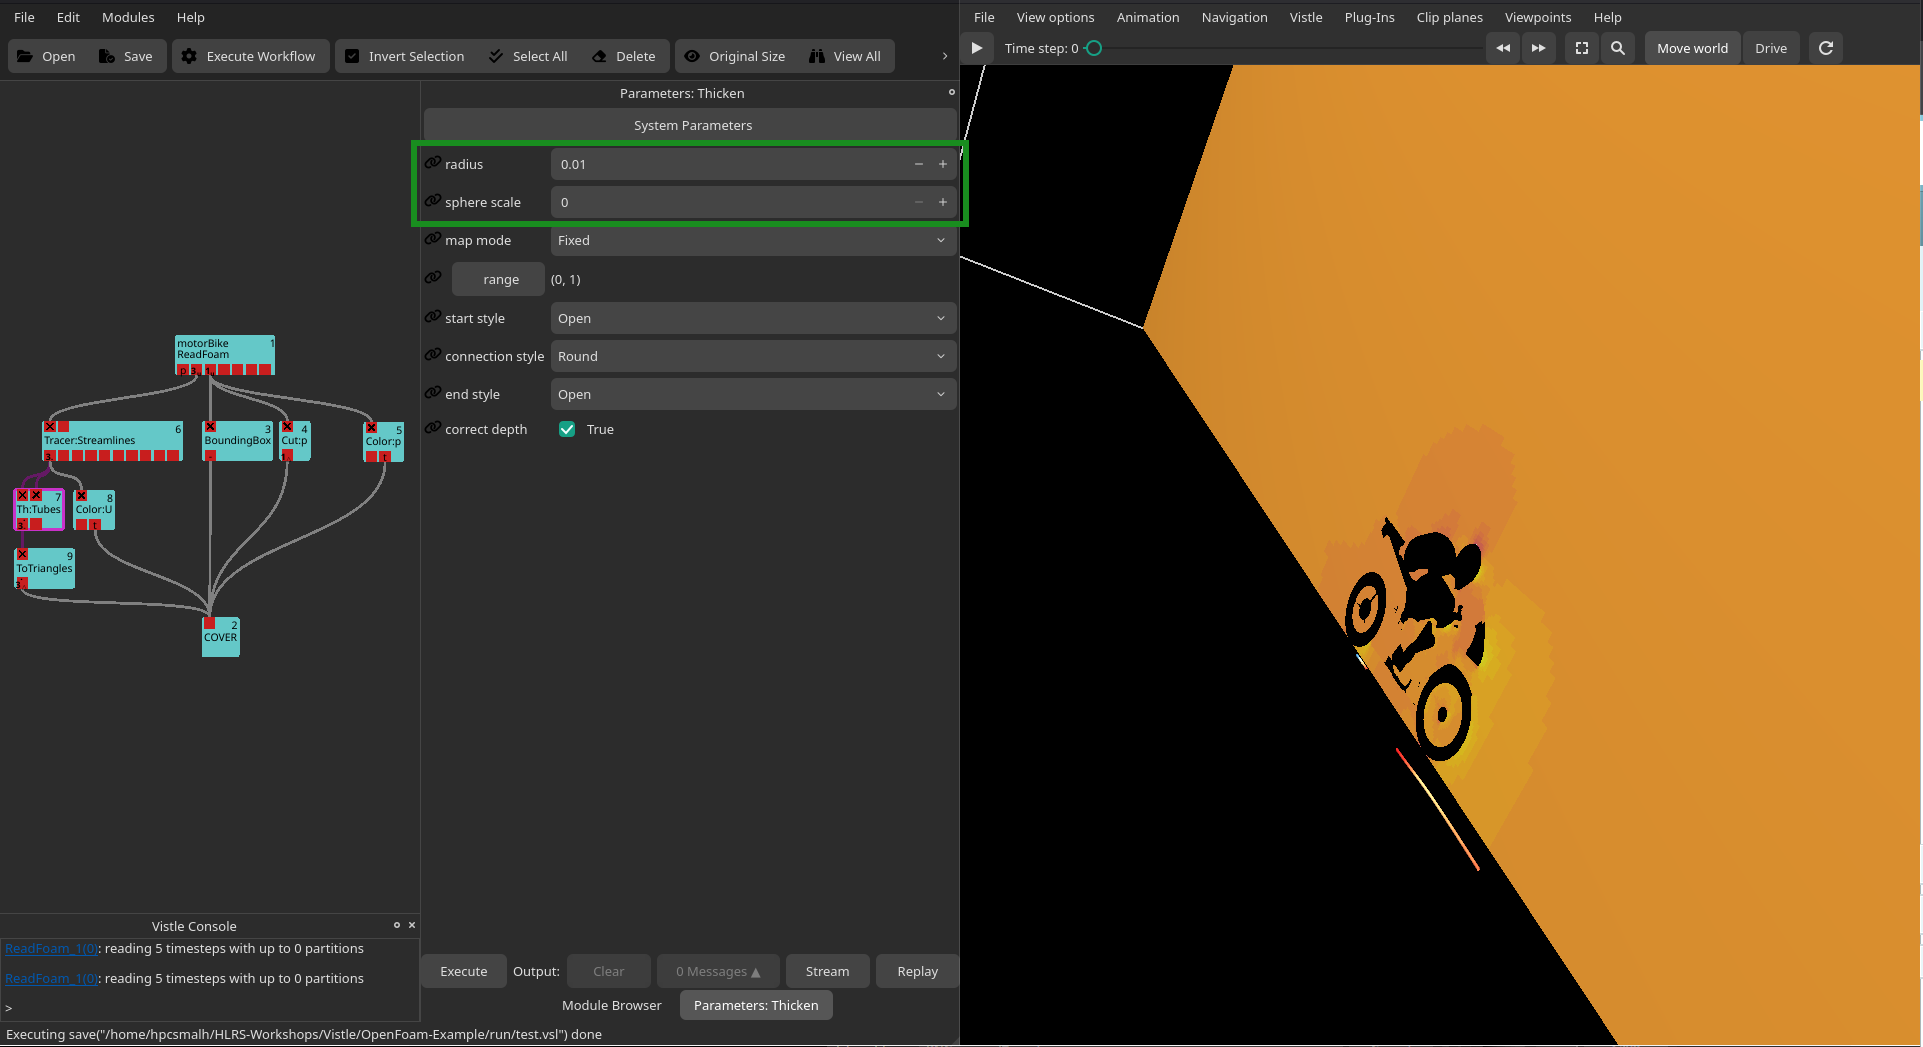 File Edit Modules Help
Open Save Execute Workflow Invert Selection Select All Delete Original Size View All
Parameters: Thicken
System Parameters
radius 0.01
sphere scale 0
map mode Fixed
range (0, 1)
start style Open
connection style Round
end style Open
correct depth True
motorBike 1
ReadFoam
6
Tracer:Streamlines
3
BoundingBox
4
Cut:p
5
Color:p
7
Th:Tubes
8
Color:U
9
ToTriangles
2
COVER
Vistle Console
ReadFoam_1(0): reading 5 timesteps with up to 0 partitions
ReadFoam_1(0): reading 5 timesteps with up to 0 partitions
>
Execute Output: Clear 0 Messages ▲ Stream Replay
Module Browser Parameters: Thicken
Executing save("/home/hpcsmalh/HLRS-Workshops/Vistle/OpenFoam-Example/run/test.vsl") done
File View options Animation Navigation Vistle Plug-Ins Clip planes Viewpoints Help
Time step: 0 Move world Drive